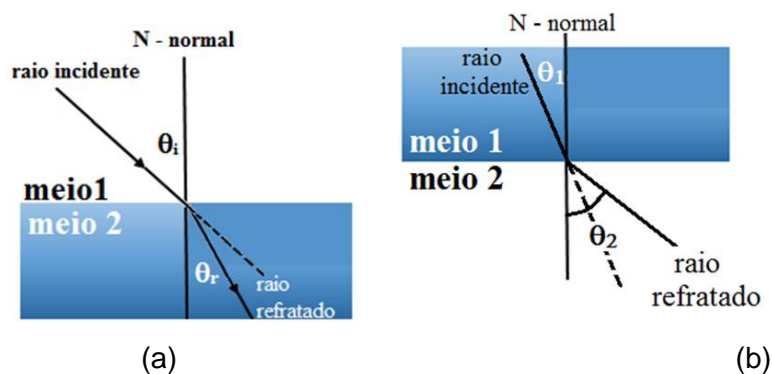 N - normal
raio incidente
θi
meio1
meio 2
θr
raio
refratado
(a)
N - normal
raio
incidente
θ1
meio 1
meio 2
θ2
raio
refratado
(b)